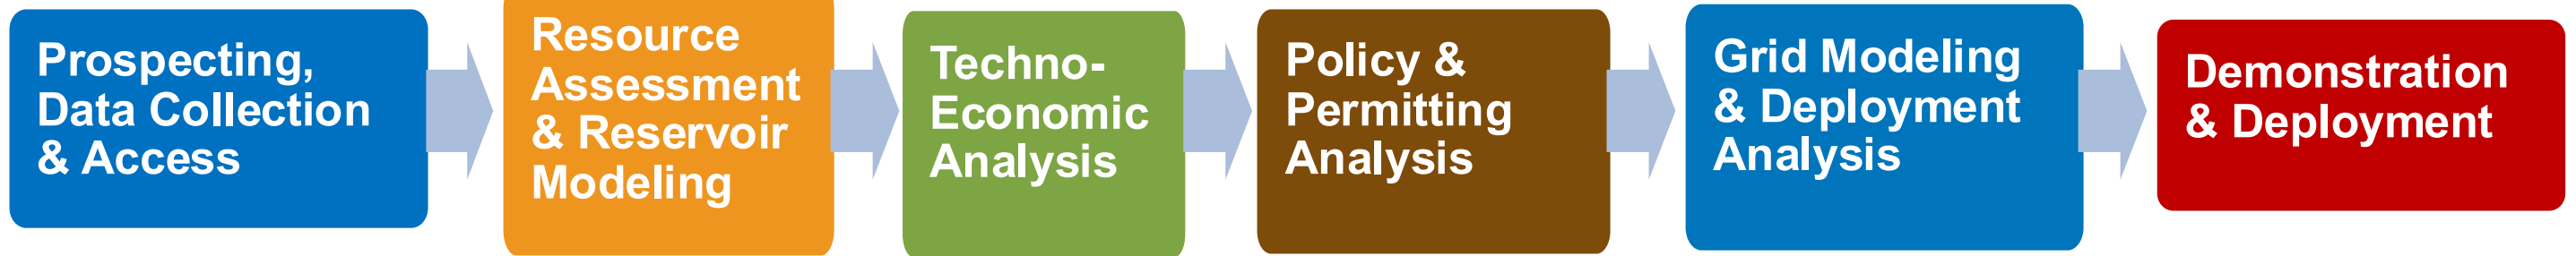 Prospecting,
Data Collection
& Access
Resource
Assessment
& Reservoir
Modeling
Techno-
Economic
Analysis
Policy &
Permitting
Analysis
Grid Modeling
& Deployment
Analysis
Demonstration
& Deployment